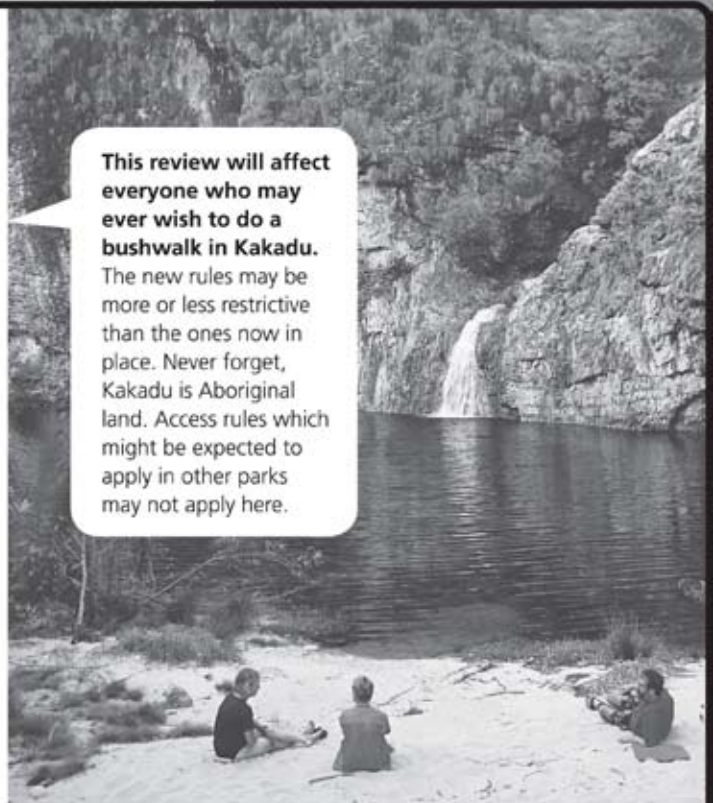 This review will affect
everyone who may
ever wish to do a
bushwalk in Kakadu.
The new rules may be
more or less restrictive
than the ones now in
place. Never forget,
Kakadu is Aboriginal
land. Access rules which
might be expected to
apply in other parks
may not apply here.